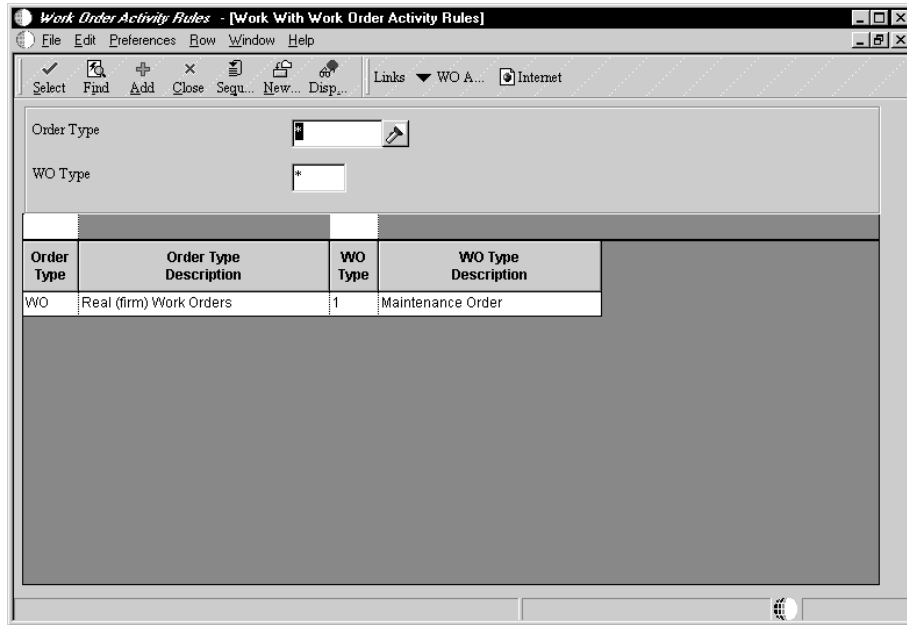 Work Order Activity Rules - [Work With Work Order Activity Rules]
File Edit Preferences Row Window Help
Select Find Add Close Sequ... New... Disp... Links WO A... Internet
Order Type *
WO Type *
Order Type Order Type Description WO Type WO Type Description
WO Real (firm) Work Orders 1 Maintenance Order